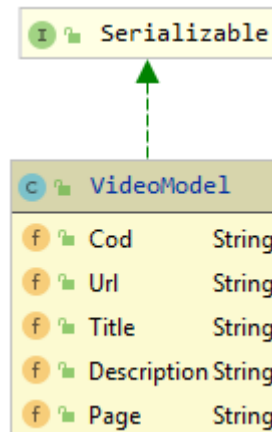 I Serializable
C VideoModel
f Cod String
f Url String
f Title String
f Description String
f Page String